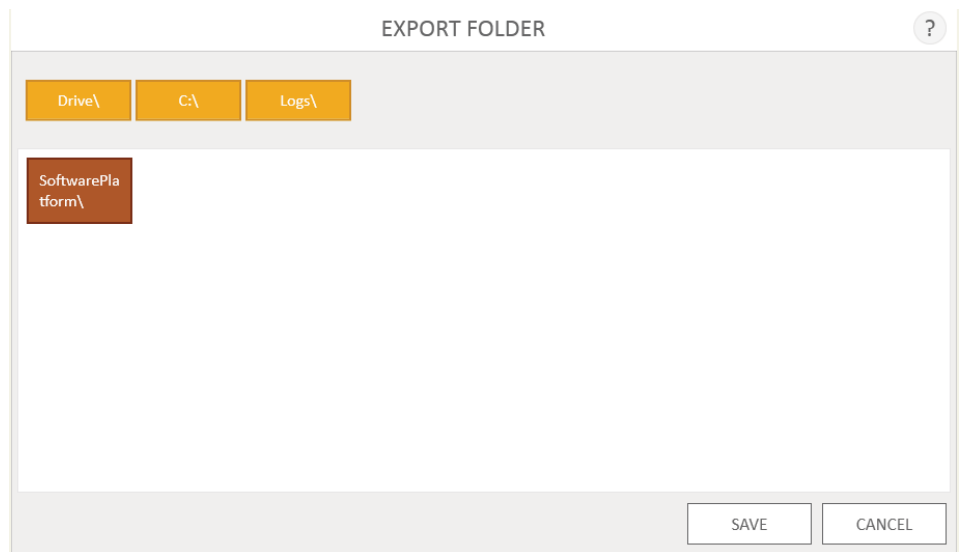 EXPORT FOLDER
?
Drive\ C:\ Logs\
SoftwarePla
tform\
SAVE CANCEL